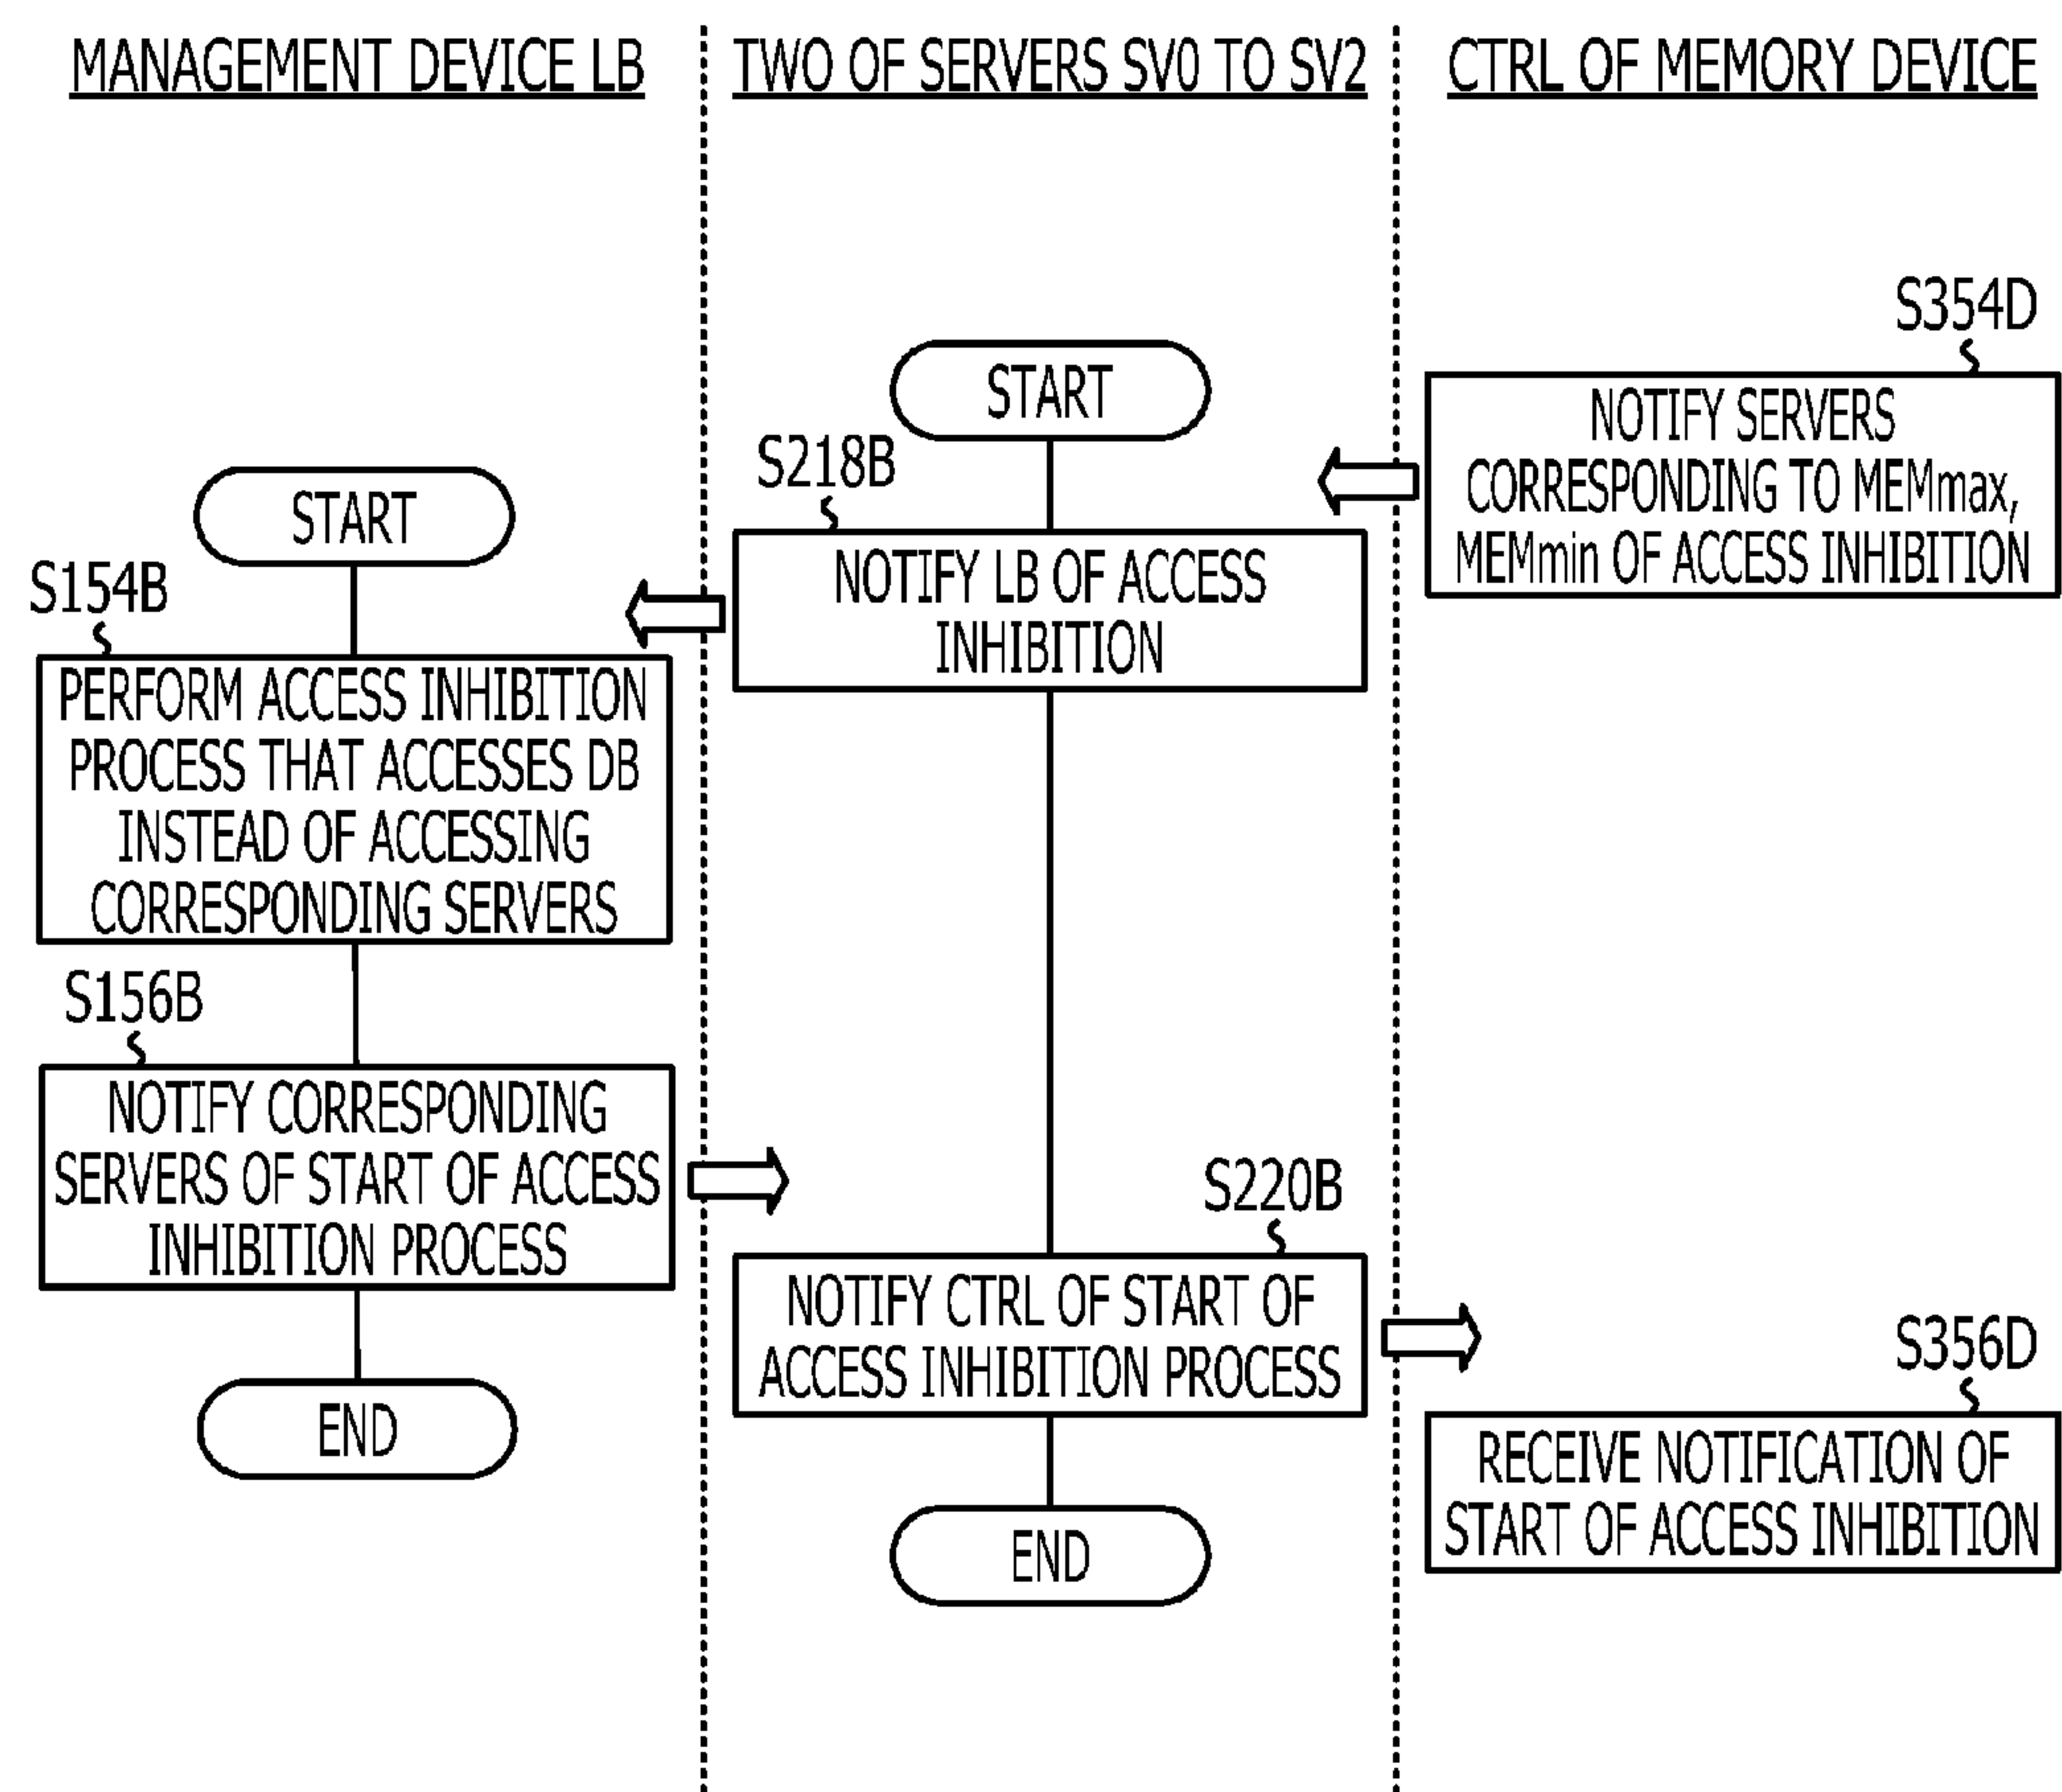 MANAGEMENT DEVICE LB
TWO OF SERVERS SV0 TO SV2
CTRL OF MEMORY DEVICE
S354D
NOTIFY SERVERS
CORRESPONDING TO MEMmax,
MEMmin OF ACCESS INHIBITION
START
S218B
NOTIFY LB OF ACCESS
INHIBITION
START
S154B
PERFORM ACCESS INHIBITION
PROCESS THAT ACCESSES DB
INSTEAD OF ACCESSING
CORRESPONDING SERVERS
S156B
NOTIFY CORRESPONDING
SERVERS OF START OF ACCESS
INHIBITION PROCESS
END
S220B
NOTIFY CTRL OF START OF
ACCESS INHIBITION PROCESS
END
S356D
RECEIVE NOTIFICATION OF
START OF ACCESS INHIBITION